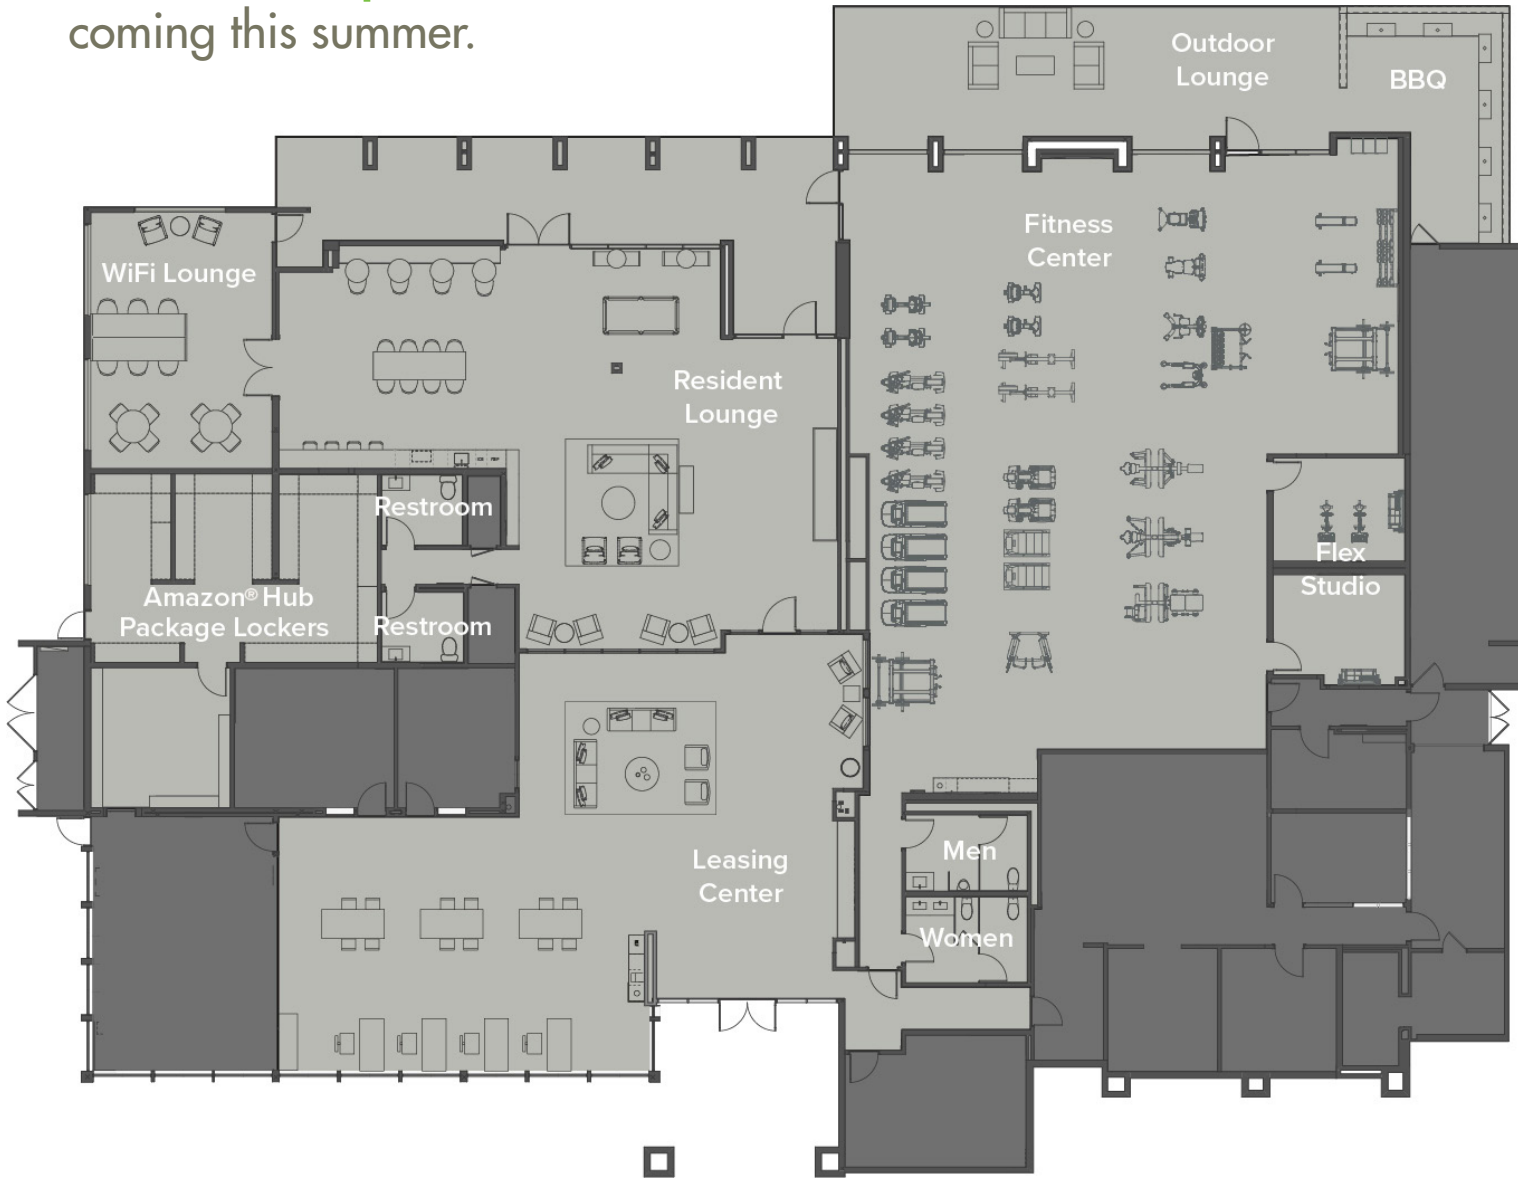 coming this summer.
Outdoor
Lounge
BBQ
Fitness
Center
WiFi Lounge
Resident
Lounge
Restroom
Flex
Studio
Amazon® Hub
Package Lockers
Restroom
Leasing
Center
Men
Women